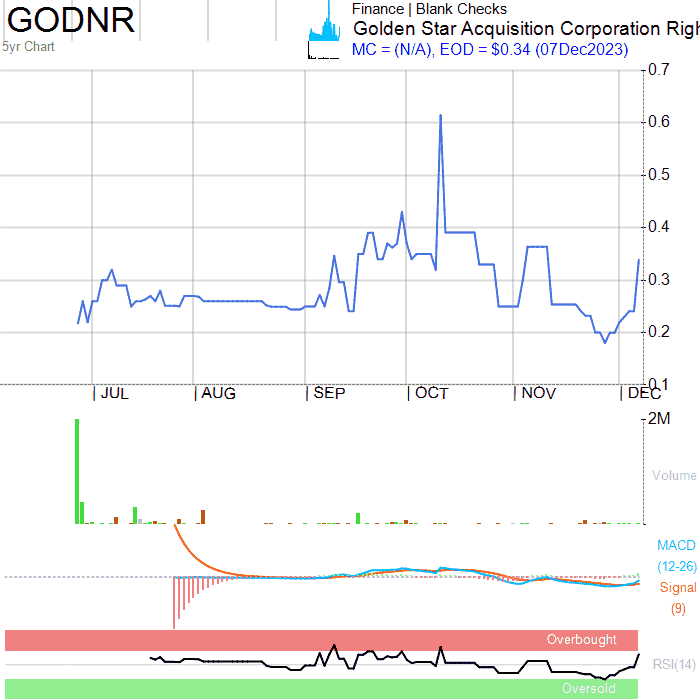 GODNR
5yr Chart
Finance | Blank Checks
Golden Star Acquisition Corporation Righ
MC = (N/A), EOD = $0.34 (07Dec2023)
0.7
0.6
0.5
0.4
0.3
0.2
0.1
JUL AUG SEP OCT NOV DEC
2M
Volume
MACD
(12-26)
Signal
(9)
Overbought
RSI(14)
Oversold